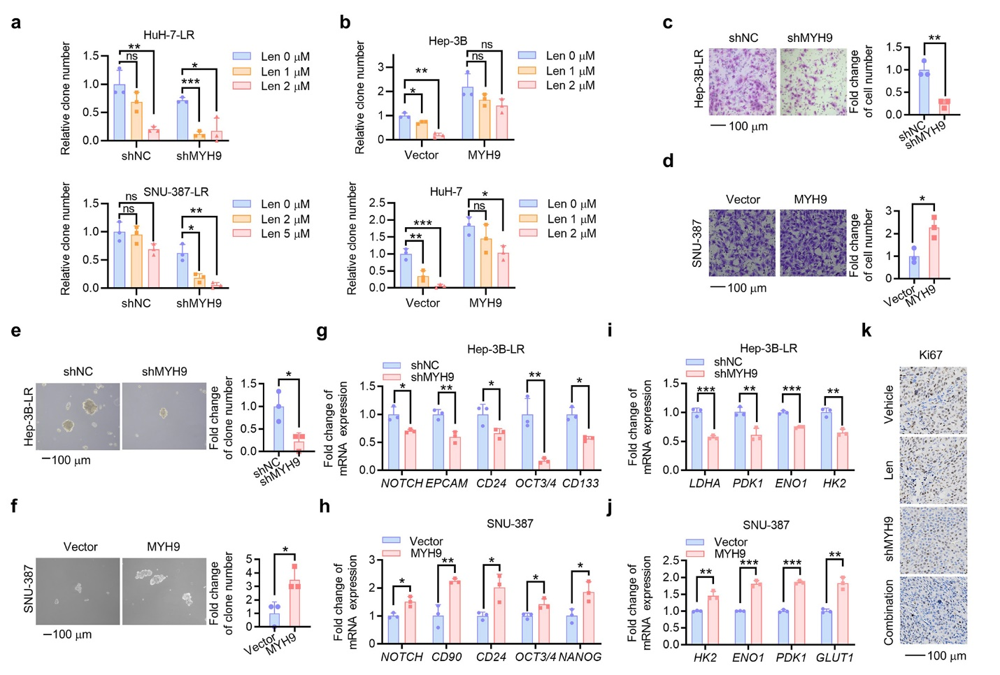 a
HuH-7-LR
Relative clone number
1.5
1.0
0.5
0.0
**
ns
*
***
shNC
shMYH9
Len 0 μM
Len 1 μM
Len 2 μM
SNU-387-LR
Relative clone number
1.5
1.0
0.5
0.0
ns
ns
**
*
shNC
shMYH9
Len 0 μM
Len 2 μM
Len 5 μM
b
Hep-3B
Relative clone number
3
2
1
0
**
*
ns
ns
Vector
MYH9
Len 0 μM
Len 1 μM
Len 2 μM
HuH-7
Relative clone number
2.5
2.0
1.5
1.0
0.5
0.0
***
**
*
ns
Vector
MYH9
Len 0 μM
Len 1 μM
Len 2 μM
c
shNC
shMYH9
Hep-3B-LR
100 μm
Fold change
of cell number
1.5
1.0
0.5
0.0
**
shNC
shMYH9
d
Vector
MYH9
SNU-387
100 μm
Fold change
of cell number
3
2
1
0
*
Vector
MYH9
e
shNC
shMYH9
Hep-3B-LR
100 μm
Fold change
of clone number
1.5
1.0
0.5
0.0
*
shNC
shMYH9
f
Vector
MYH9
SNU-387
100 μm
Fold change
of clone number
5
4
3
2
1
0
*
Vector
MYH9
g
Hep-3B-LR
shNC
shMYH9
Fold change of
mRNA expression
1.5
1.0
0.5
0.0
*
**
*
**
*
NOTCH
EPCAM
CD24
OCT3/4
CD133
h
SNU-387
Vector
MYH9
Fold change of
mRNA expression
3
2
1
0
*
**
*
*
*
NOTCH
CD90
CD24
OCT3/4
NANOG
i
Hep-3B-LR
shNC
shMYH9
Fold change of
mRNA expression
1.5
1.0
0.5
0.0
***
**
***
**
LDHA
PDK1
ENO1
HK2
j
SNU-387
Vector
MYH9
Fold change of
mRNA expression
2.5
2.0
1.5
1.0
0.5
0.0
**
***
***
**
HK2
ENO1
PDK1
GLUT1
k
Ki67
Vehicle
Len
shMYH9
Combination
100 μm